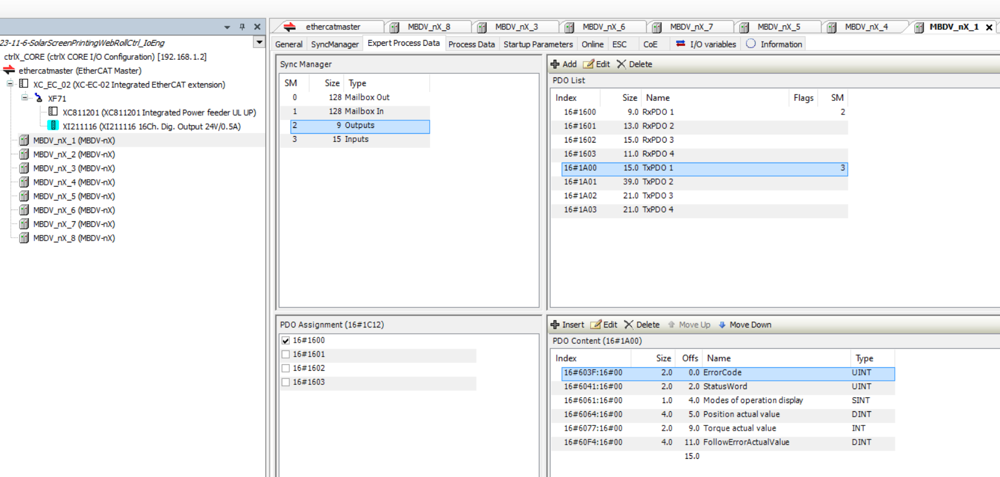 23-11-6-SolarScreenPrintingWebRollCtrl_IoEng
ctrlX_CORE (ctrlX CORE I/O Configuration) [192.168.1.2]
ethercatmaster (EtherCAT Master)
XC_EC_02 (XC-EC-02 Integrated EtherCAT extension)
XF71
XC811201 (XC811201 Integrated Power feeder UL UP)
XI211116 (XI211116 16Ch. Dig. Output 24V/0.5A)
MBDV_nX_1 (MBDV-nX)
MBDV_nX_2 (MBDV-nX)
MBDV_nX_3 (MBDV-nX)
MBDV_nX_4 (MBDV-nX)
MBDV_nX_5 (MBDV-nX)
MBDV_nX_6 (MBDV-nX)
MBDV_nX_7 (MBDV-nX)
MBDV_nX_8 (MBDV-nX)
ethercatmaster MBDV_nX_8 MBDV_nX_3 MBDV_nX_6 MBDV_nX_7 MBDV_nX_5 MBDV_nX_4 MBDV_nX_1
General SyncManager Expert Process Data Process Data Startup Parameters Online ESC CoE I/O variables Information
Sync Manager
SM Size Type
0 128 Mailbox Out
1 128 Mailbox In
2 9 Outputs
3 15 Inputs
Add Edit Delete
PDO List
Index Size Name Flags SM
16#1600 9.0 RxPDO 1 2
16#1601 13.0 RxPDO 2
16#1602 15.0 RxPDO 3
16#1603 11.0 RxPDO 4
16#1A00 15.0 TxPDO 1 3
16#1A01 39.0 TxPDO 2
16#1A02 21.0 TxPDO 3
16#1A03 21.0 TxPDO 4
PDO Assignment (16#1C12)
16#1600
16#1601
16#1602
16#1603
Insert Edit Delete Move Up Move Down
PDO Content (16#1A00)
Index Size Offs Name Type
16#603F:16#00 2.0 0.0 ErrorCode UINT
16#6041:16#00 2.0 2.0 StatusWord UINT
16#6061:16#00 1.0 4.0 Modes of operation display SINT
16#6064:16#00 4.0 5.0 Position actual value DINT
16#6077:16#00 2.0 9.0 Torque actual value INT
16#60F4:16#00 4.0 11.0 FollowErrorActualValue DINT
15.0